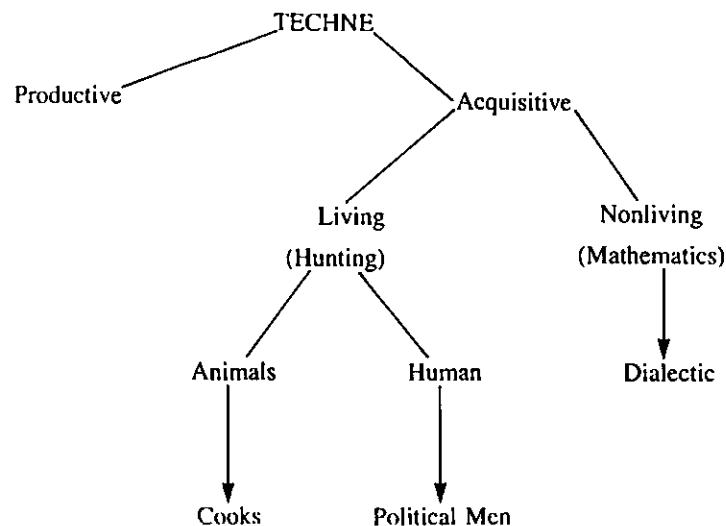 TECHNE
Productive
Acquisitive
Living
Nonliving
(Hunting)
(Mathematics)
Animals
Human
Dialectic
Cooks
Political Men